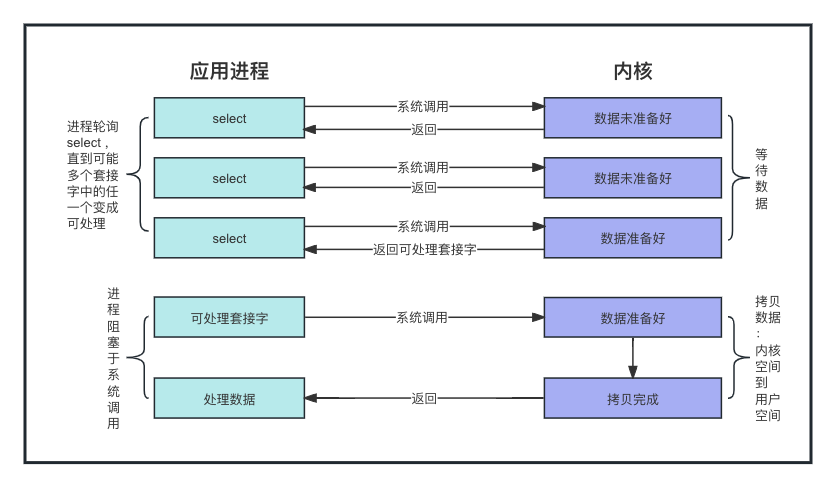 应用进程
内核
select
系统调用
数据未准备好
返回
进程轮询
select，
直到可能
多个套接
字中的任
一个变成
可处理
select
系统调用
数据未准备好
返回
等
待
数
据
select
系统调用
数据准备好
返回可处理套接字
进
程
阻
塞
于
系
统
调
用
可处理套接字
系统调用
数据准备好
拷贝
数据
：
内核
空间
到
用户
空间
处理数据
返回
拷贝完成